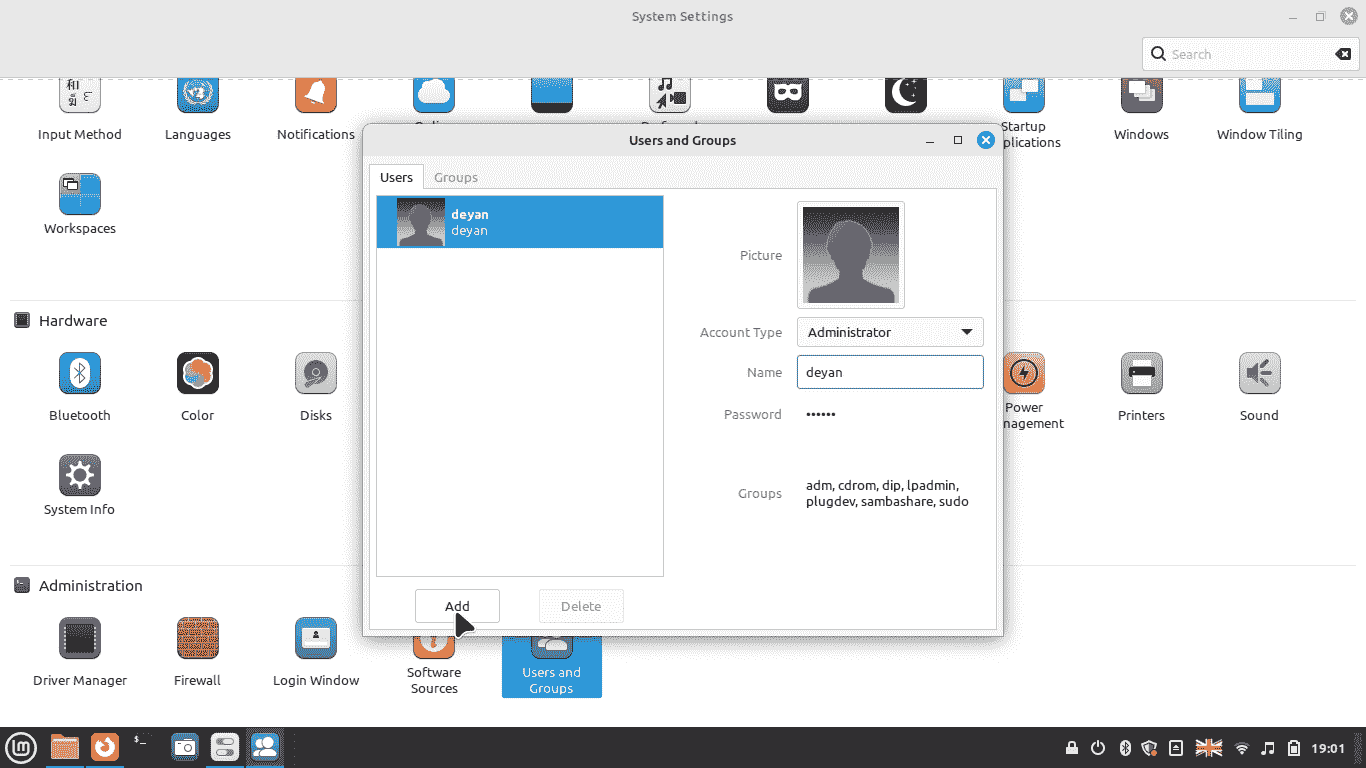 System Settings
Search
Input Method
Languages
Notifications
Startup
plications
Windows
Window Tiling
Workspaces
Users and Groups
Users
Groups
deyan
deyan
Picture
Account Type
Administrator
Name
deyan
Password
••••••
Groups
adm, cdrom, dip, lpadmin,
plugdev, sambashare, sudo
Add
Delete
Hardware
Bluetooth
Color
Disks
Power
nagement
Printers
Sound
System Info
Administration
Driver Manager
Firewall
Login Window
Software
Sources
Users and
Groups
lm
19:01